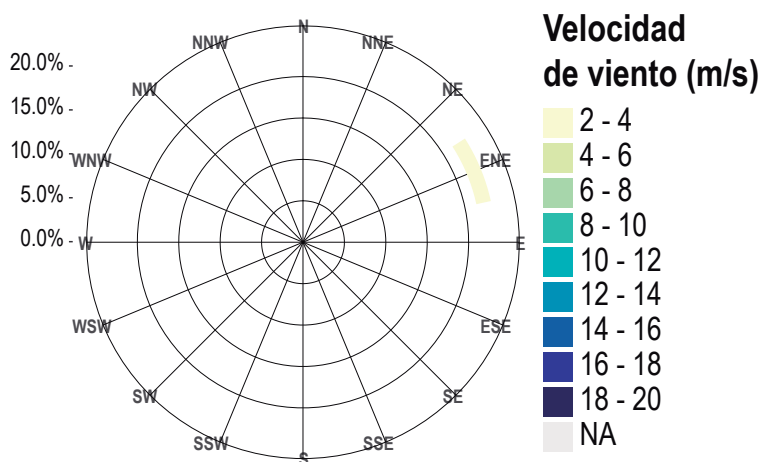 N
NNW
NNE
NW
NE
WNW
ENE
W
E
WSW
ESE
SW
SE
SSW
SSE
S
20.0% -
15.0% -
10.0% -
5.0% -
0.0% -
Velocidad
de viento (m/s)
2 - 4
4 - 6
6 - 8
8 - 10
10 - 12
12 - 14
14 - 16
16 - 18
18 - 20
NA